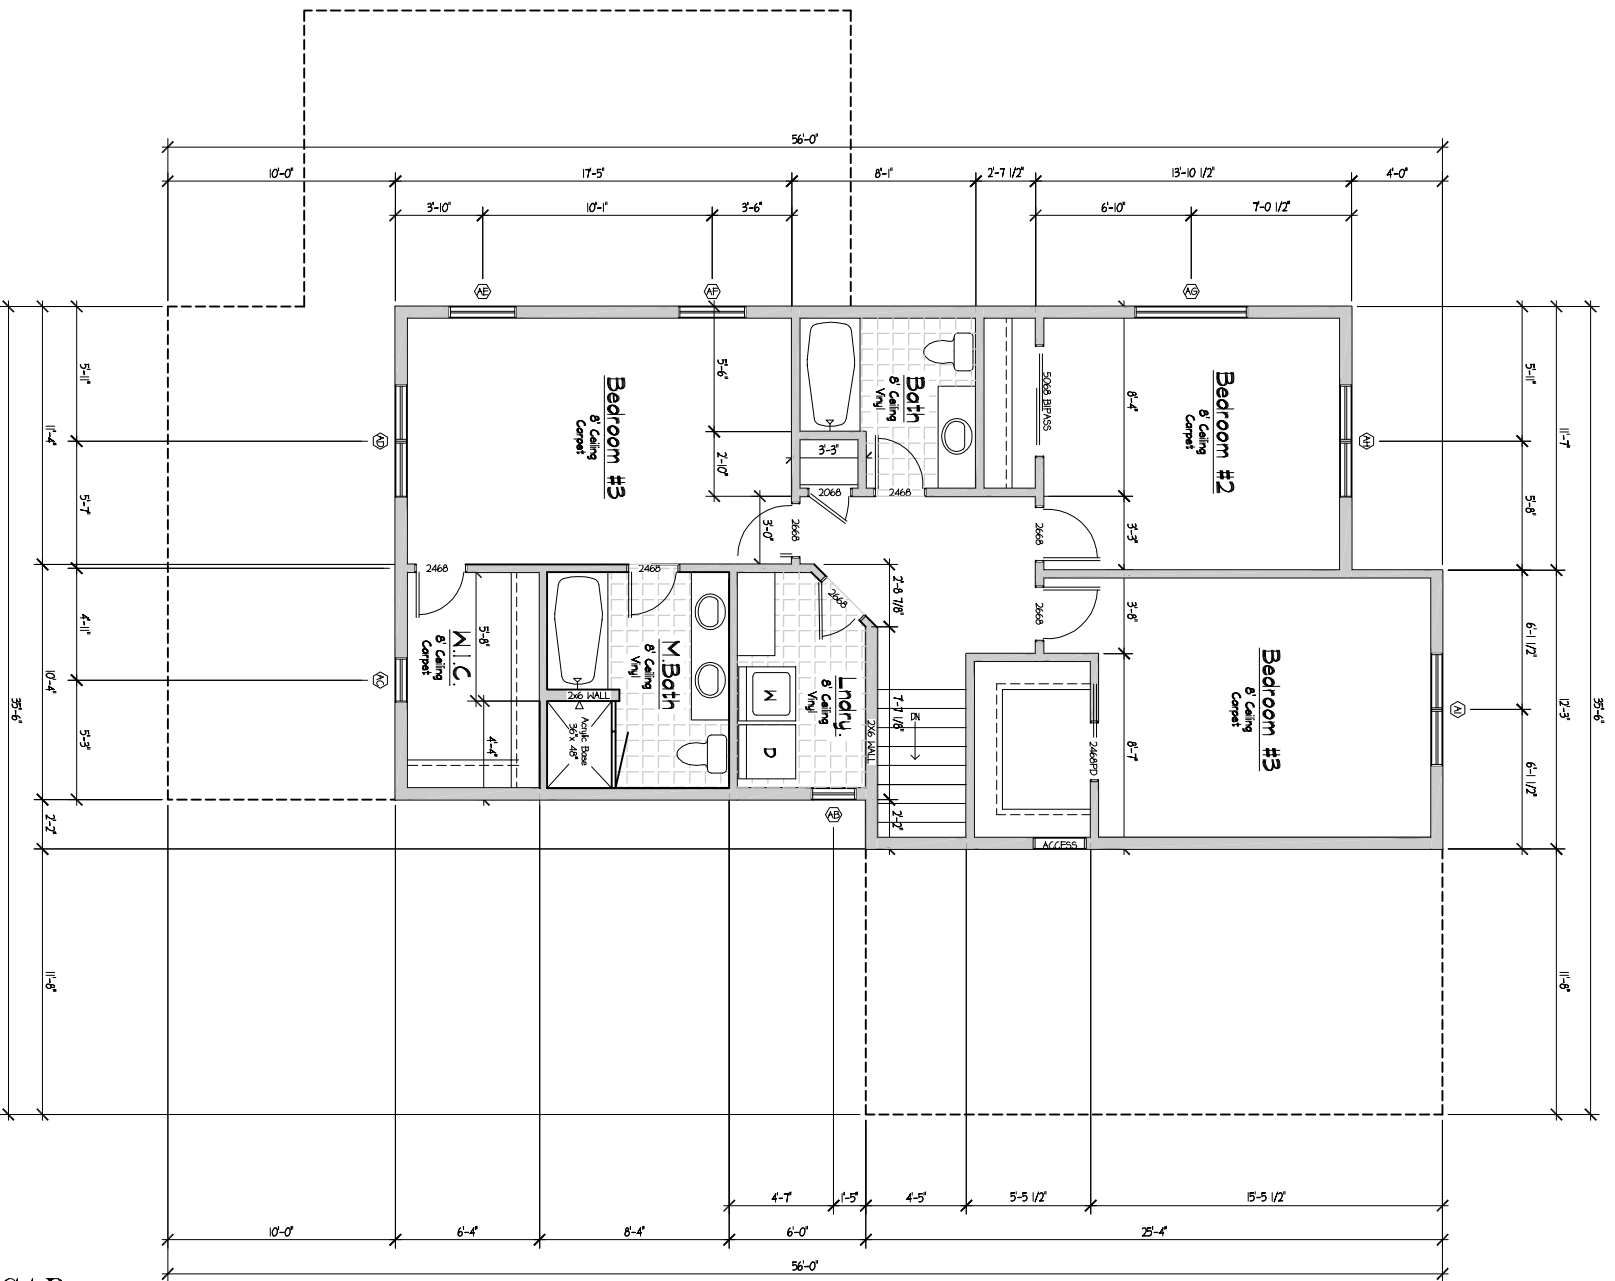 56'-0"
10'-0"
17'-5"
8'-1"
2'-7 1/2"
13'-10 1/2"
4'-0"
3'-10"
10'-1"
3'-6"
6'-10"
7'-0 1/2"
AE
AF
AG
5'-11"
11'-4"
5'-7"
AD
4'-11"
10'-4"
AC
5'-3"
35'-6"
2'-2"
11'-8"
Bedroom #3
8' Ceiling
Carpet
5'-6"
2'-10"
3'-0"
2668
3'-3"
2068
Bath
8' Ceiling
Vinyl
2468
5068 BIPASS
8'-4"
Bedroom #2
8' Ceiling
Carpet
3'-3"
2668
AH
5'-11"
5'-8"
11'-7"
2468
2468
W.I.C.
8' Ceiling
Carpet
5'-8"
4'-4"
2x6 WALL
Acrylic Base
36"x 48"
M.Bath
8' Ceiling
Vinyl
W
D
Lndry.
8' Ceiling
Vinyl
2668
2'-8 7/8"
7'-7 1/8"
2X6 WALL
DN
2'-2"
AB
2668
3'-8"
8'-7"
2468PD
ACCESS
Bedroom #3
8' Ceiling
Carpet
AI
6'-1 1/2"
6'-1 1/2"
12'-3"
35'-6"
11'-8"
4'-7"
1'-5"
4'-5"
5'-5 1/2"
15'-5 1/2"
10'-0"
6'-4"
8'-4"
6'-0"
25'-4"
56'-0"